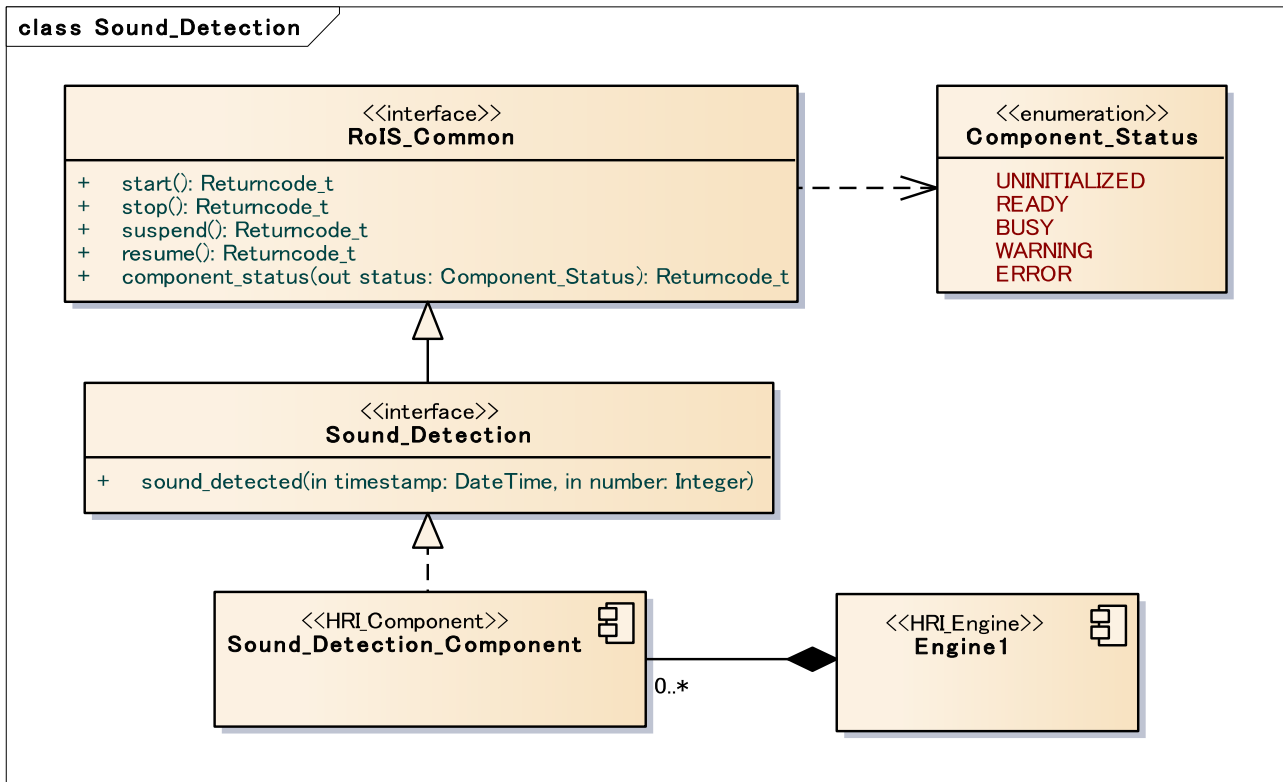 class Sound_Detection
<<interface>>
RoIS_Common
+ start(): Returncode_t
+ stop(): Returncode_t
+ suspend(): Returncode_t
+ resume(): Returncode_t
+ component_status(out status: Component_Status): Returncode_t
<<enumeration>>
Component_Status
UNINITIALIZED
READY
BUSY
WARNING
ERROR
<<interface>>
Sound_Detection
+ sound_detected(in timestamp: DateTime, in number: Integer)
<<HRI_Component>>
Sound_Detection_Component
0..*
<<HRI_Engine>>
Engine1